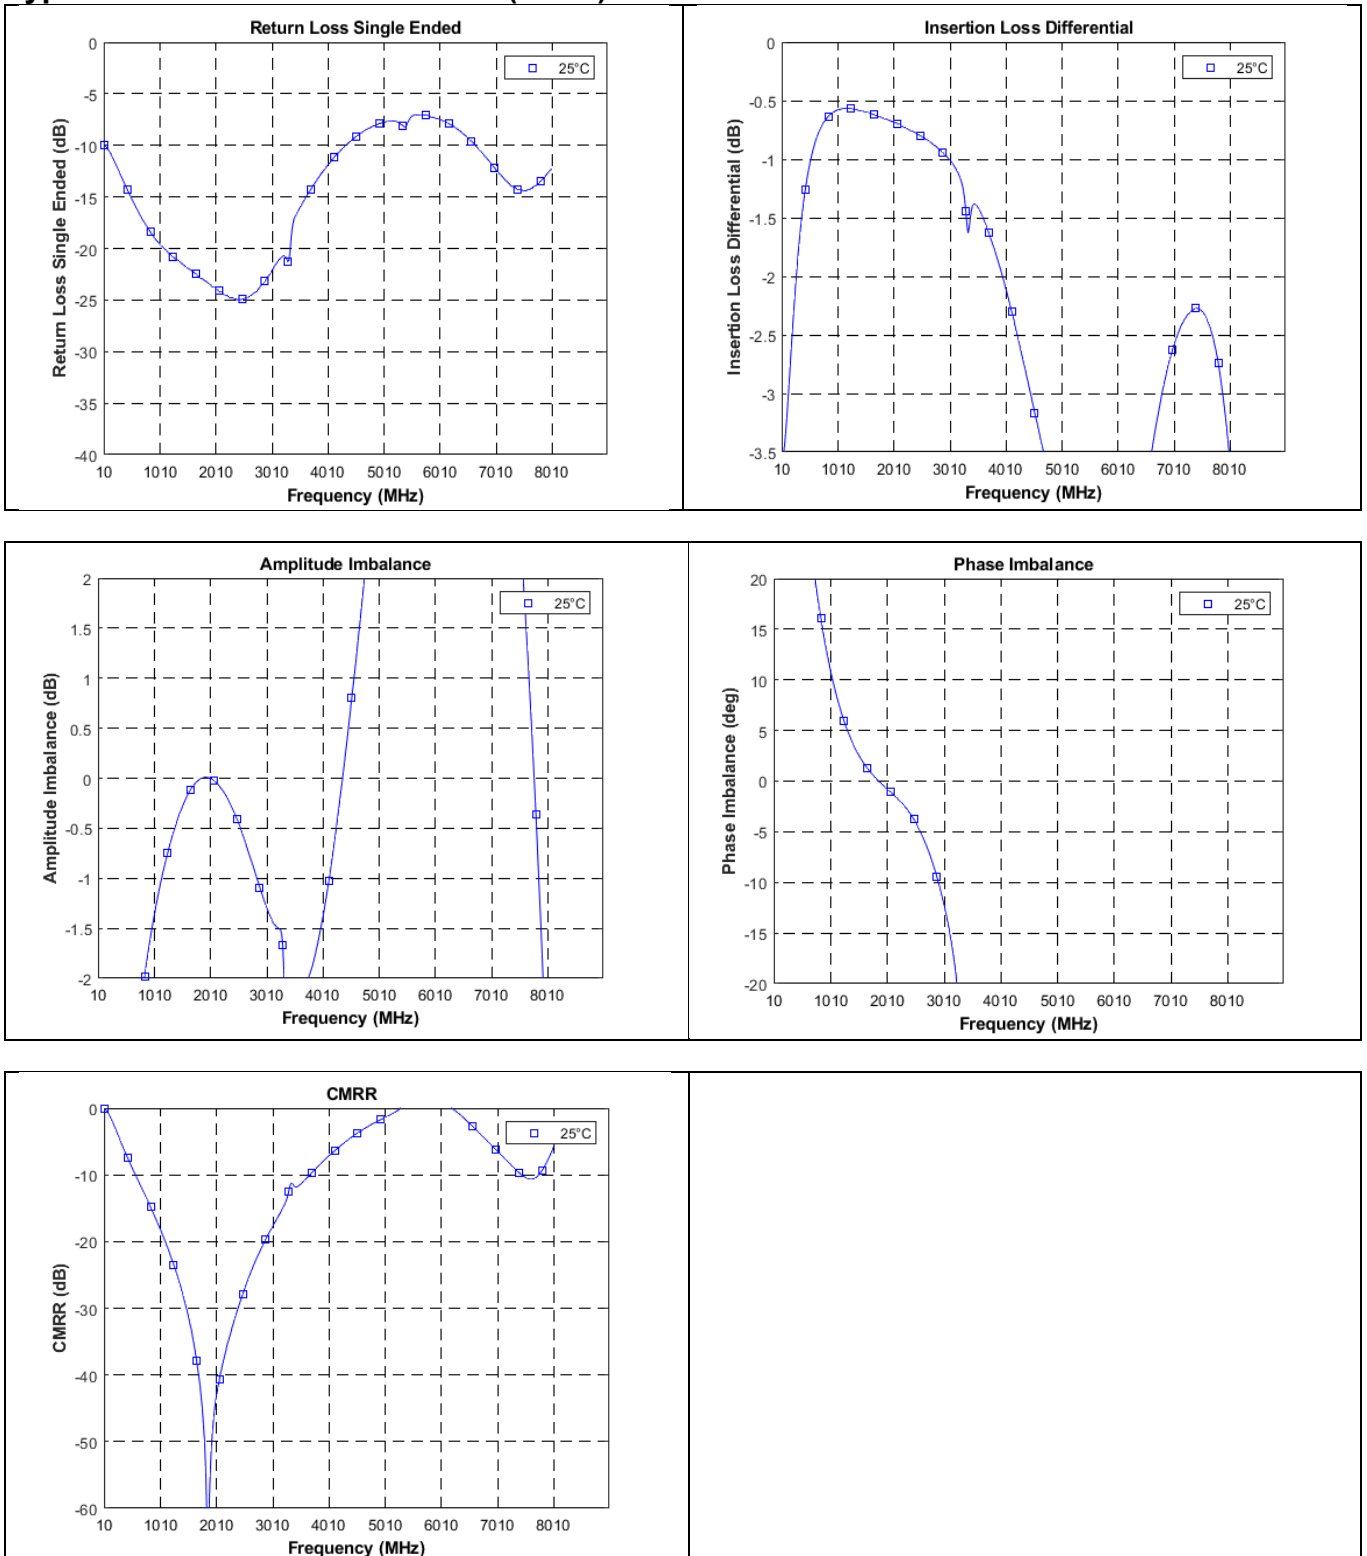 Return Loss Single Ended
25°C
0
-5
-10
-15
-20
-25
-30
-35
-40
Return Loss Single Ended (dB)
10 1010 2010 3010 4010 5010 6010 7010 8010
Frequency (MHz)
Insertion Loss Differential
25°C
0
-0.5
-1
-1.5
-2
-2.5
-3
-3.5
Insertion Loss Differential (dB)
10 1010 2010 3010 4010 5010 6010 7010 8010
Frequency (MHz)
Amplitude Imbalance
25°C
2
1.5
1
0.5
0
-0.5
-1
-1.5
-2
Amplitude Imbalance (dB)
10 1010 2010 3010 4010 5010 6010 7010 8010
Frequency (MHz)
Phase Imbalance
25°C
20
15
10
5
0
-5
-10
-15
-20
Phase Imbalance (deg)
10 1010 2010 3010 4010 5010 6010 7010 8010
Frequency (MHz)
CMRR
25°C
0
-10
-20
-30
-40
-50
-60
CMRR (dB)
10 1010 2010 3010 4010 5010 6010 7010 8010
Frequency (MHz)